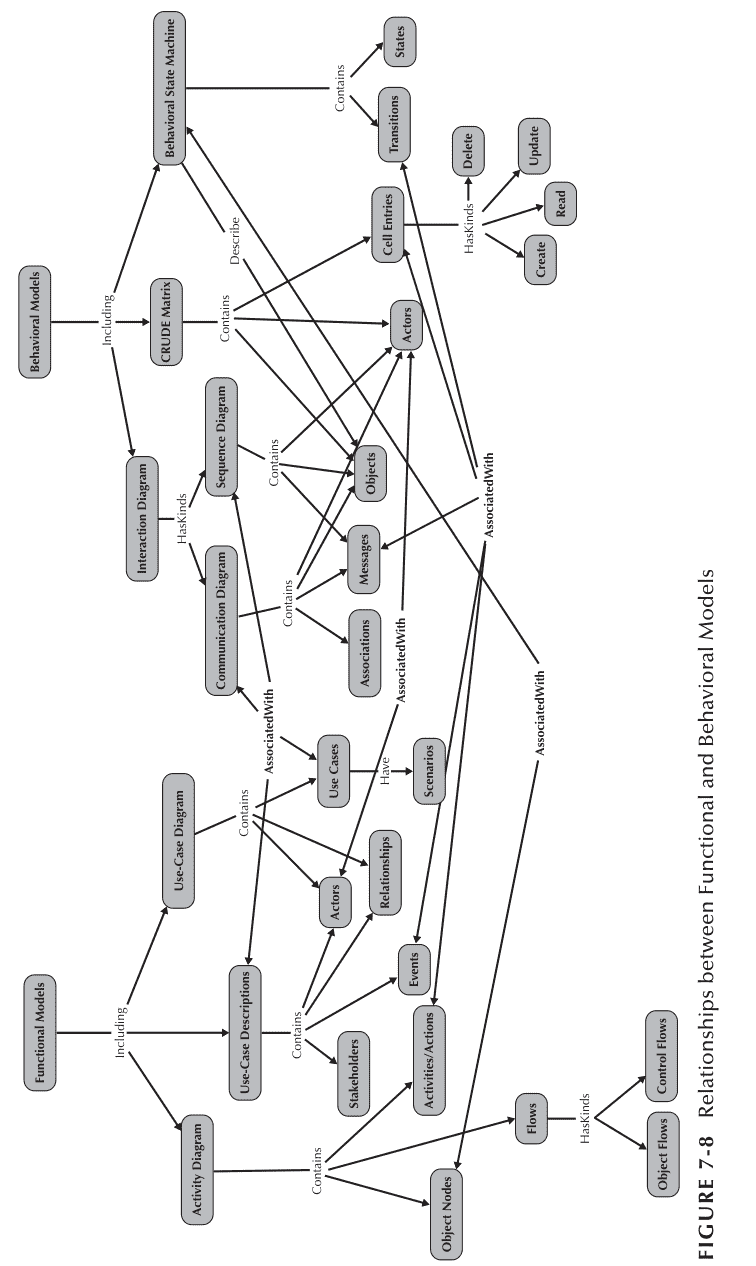 Functional Models
Behavioral Models
Including
Including
Activity Diagram
Use-Case Descriptions
Use-Case Diagram
Interaction Diagram
CRUDE Matrix
Behavioral State Machine
HasKinds
Communication Diagram
Sequence Diagram
Contains
Contains
Contains
AssociatedWith
Contains
Contains
Contains
Describe
Contains
Stakeholders
Actors
Relationships
Use Cases
Have
Scenarios
Associations
Messages
Objects
Actors
Cell Entries
Transitions
States
AssociatedWith
Object Nodes
Activities/Actions
Events
HasKinds
Create
Read
Update
Delete
AssociatedWith
Flows
AssociatedWith
HasKinds
Object Flows
Control Flows
FIGURE 7-8 Relationships between Functional and Behavioral Models